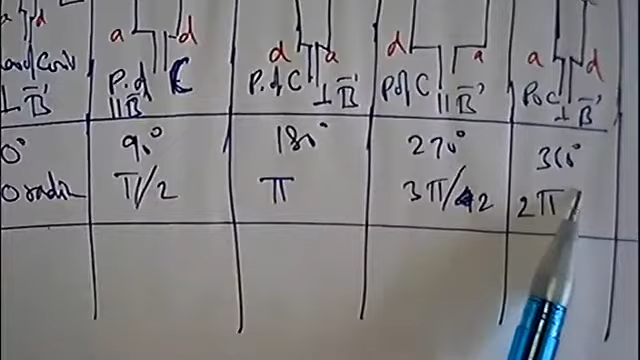 a d d a d a a d
P.d C P.d C P.d C P.o C
⊥ B̄' || B̄ ⊥ B̄' || B̄' ⊥ B̄'
0° 90° 180° 270° 360°
0 radian π/2 π 3π/2 2π